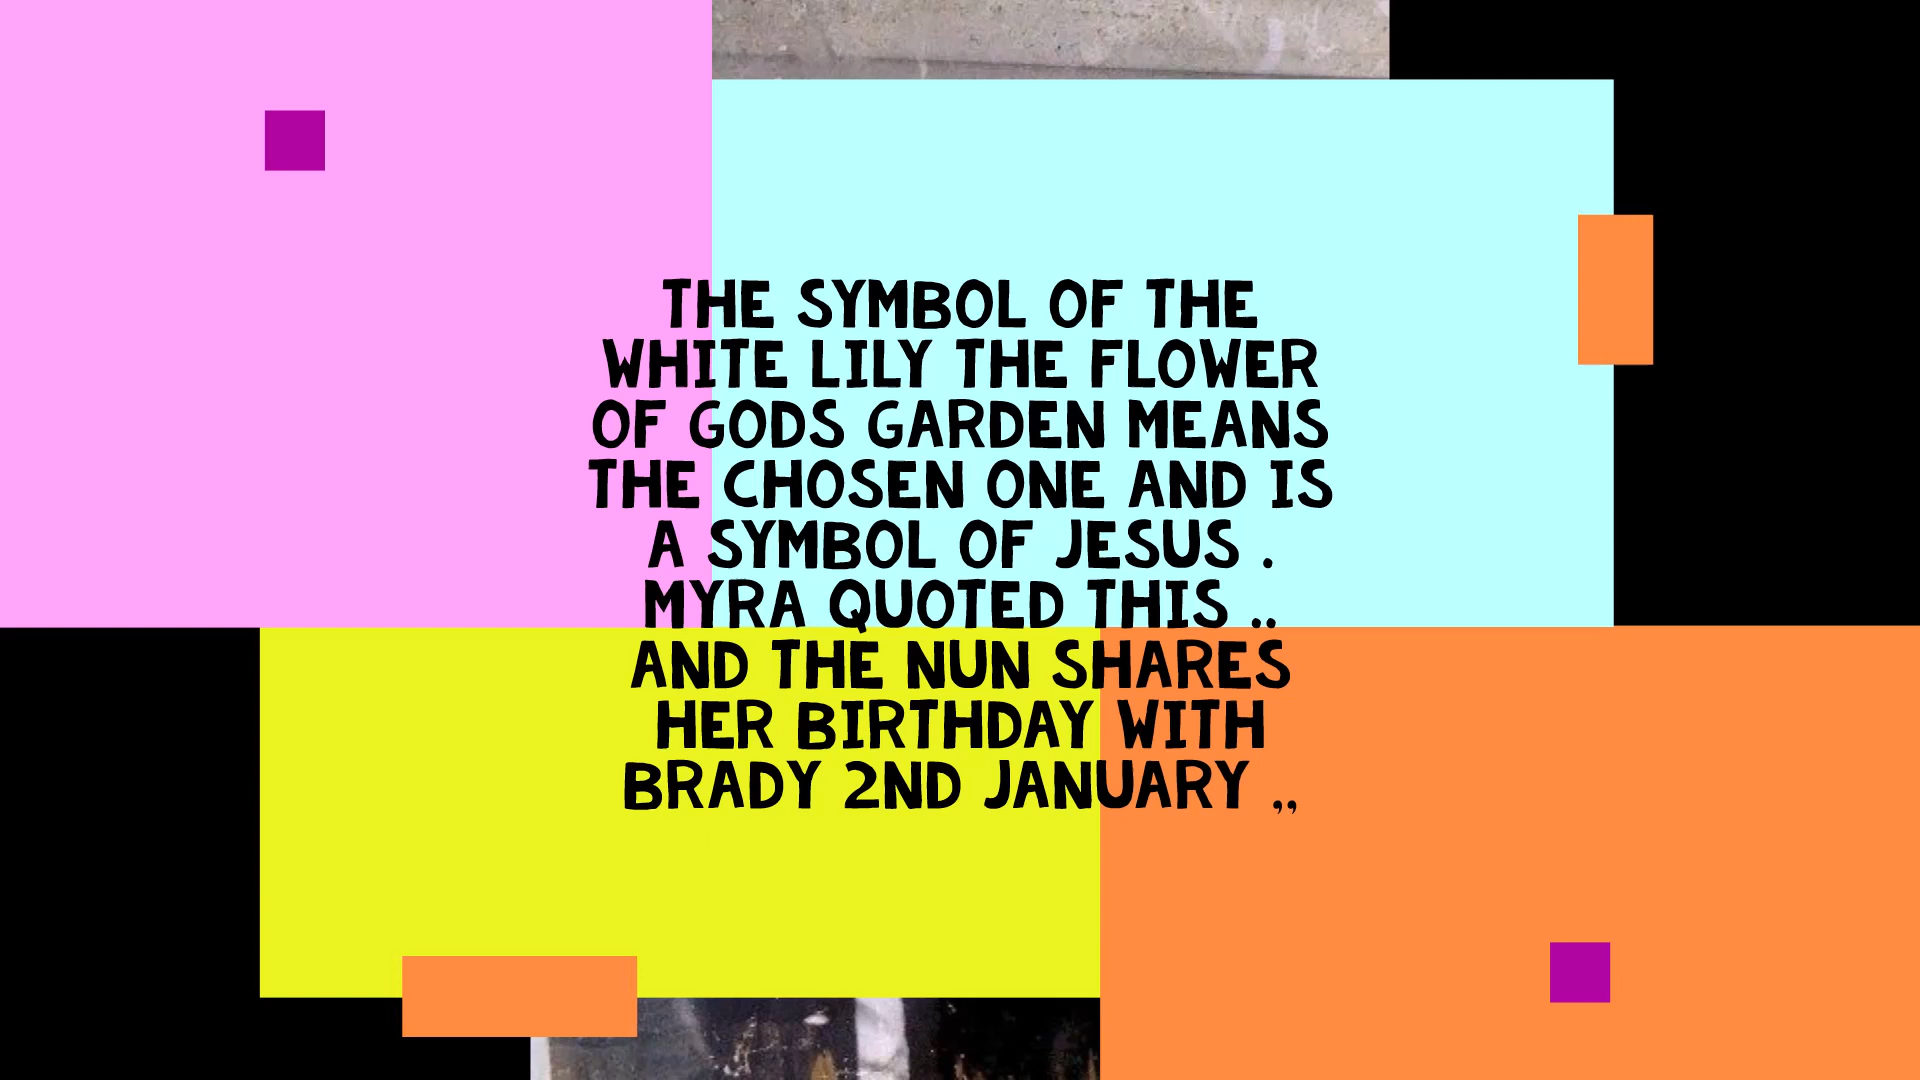 THE SYMBOL OF THE
WHITE LILY THE FLOWER
OF GODS GARDEN MEANS
THE CHOSEN ONE AND IS
A SYMBOL OF JESUS .
MYRA QUOTED THIS ..
AND THE NUN SHARES
HER BIRTHDAY WITH
BRADY 2ND JANUARY ,,